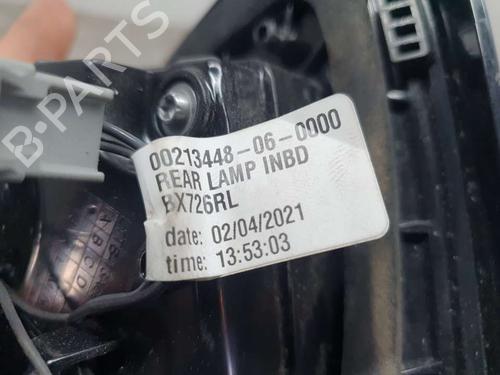 B-PARTS
00213448-06-0000
REAR LAMP INBD
BX726RL
date: 02/04/2021
time: 13:53:03
A B C D